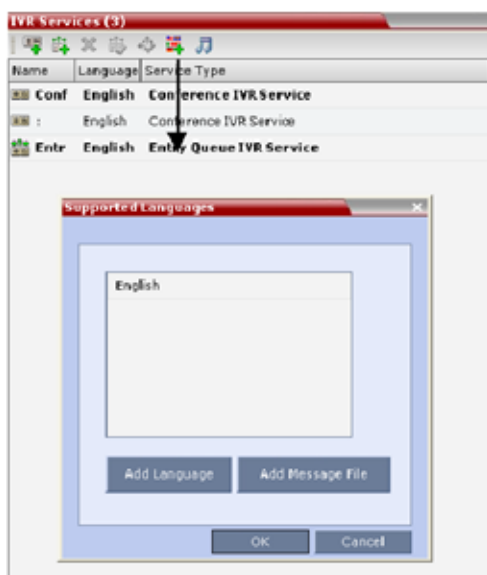 IVR Services (3)
Name Language Service Type
Conf English Conference IVR Service
: English Conference IVR Service
Entr English Entry Queue IVR Service
Supported Languages
English
Add Language Add Message File
OK Cancel